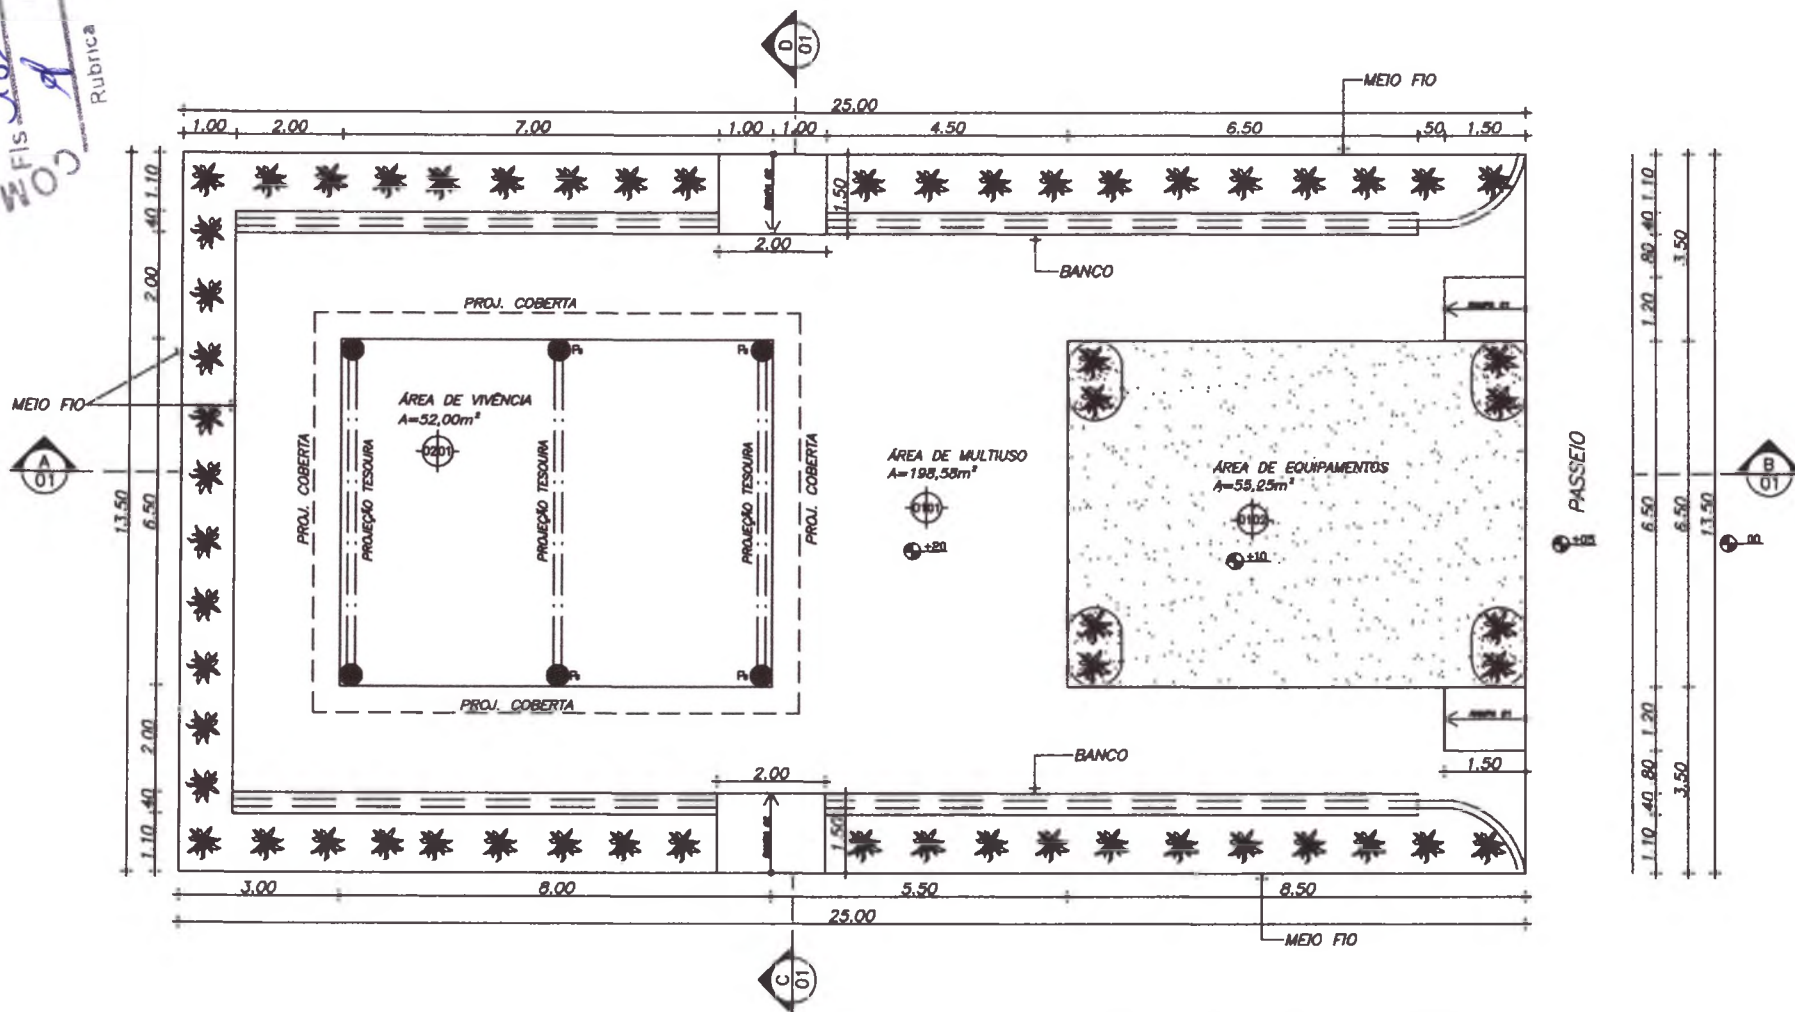 Fls
Rubrica
COM
D
01
MEIO FIO
25.00
1.00 2.00 7.00 1.00 1.00 4.50 6.50 .50 1.50
1.10
.40
2.00
6.50
2.00
.40
1.10
13.50
1.50
2.00
BANCO
PROJ. COBERTA
MEIO FIO
A
01
ÁREA DE VIVÊNCIA
A=52,00m²
0201
PROJ. COBERTA
PROJEÇÃO TESOURA
PROJEÇÃO TESOURA
PROJEÇÃO TESOURA
PROJ. COBERTA
PROJ. COBERTA
ÁREA DE MULTIUSO
A=198,58m²
0101
+20
ÁREA DE EQUIPAMENTOS
A=55,25m²
0102
+10
PASSEIO
+05
00
B
01
1.10
.40
.80
1.20
6.50
1.20
.80
.40
1.10
3.50
6.50
3.50
13.50
2.00
BANCO
1.50
1.50
3.00 8.00 5.50 8.50
25.00
MEIO FIO
C
01